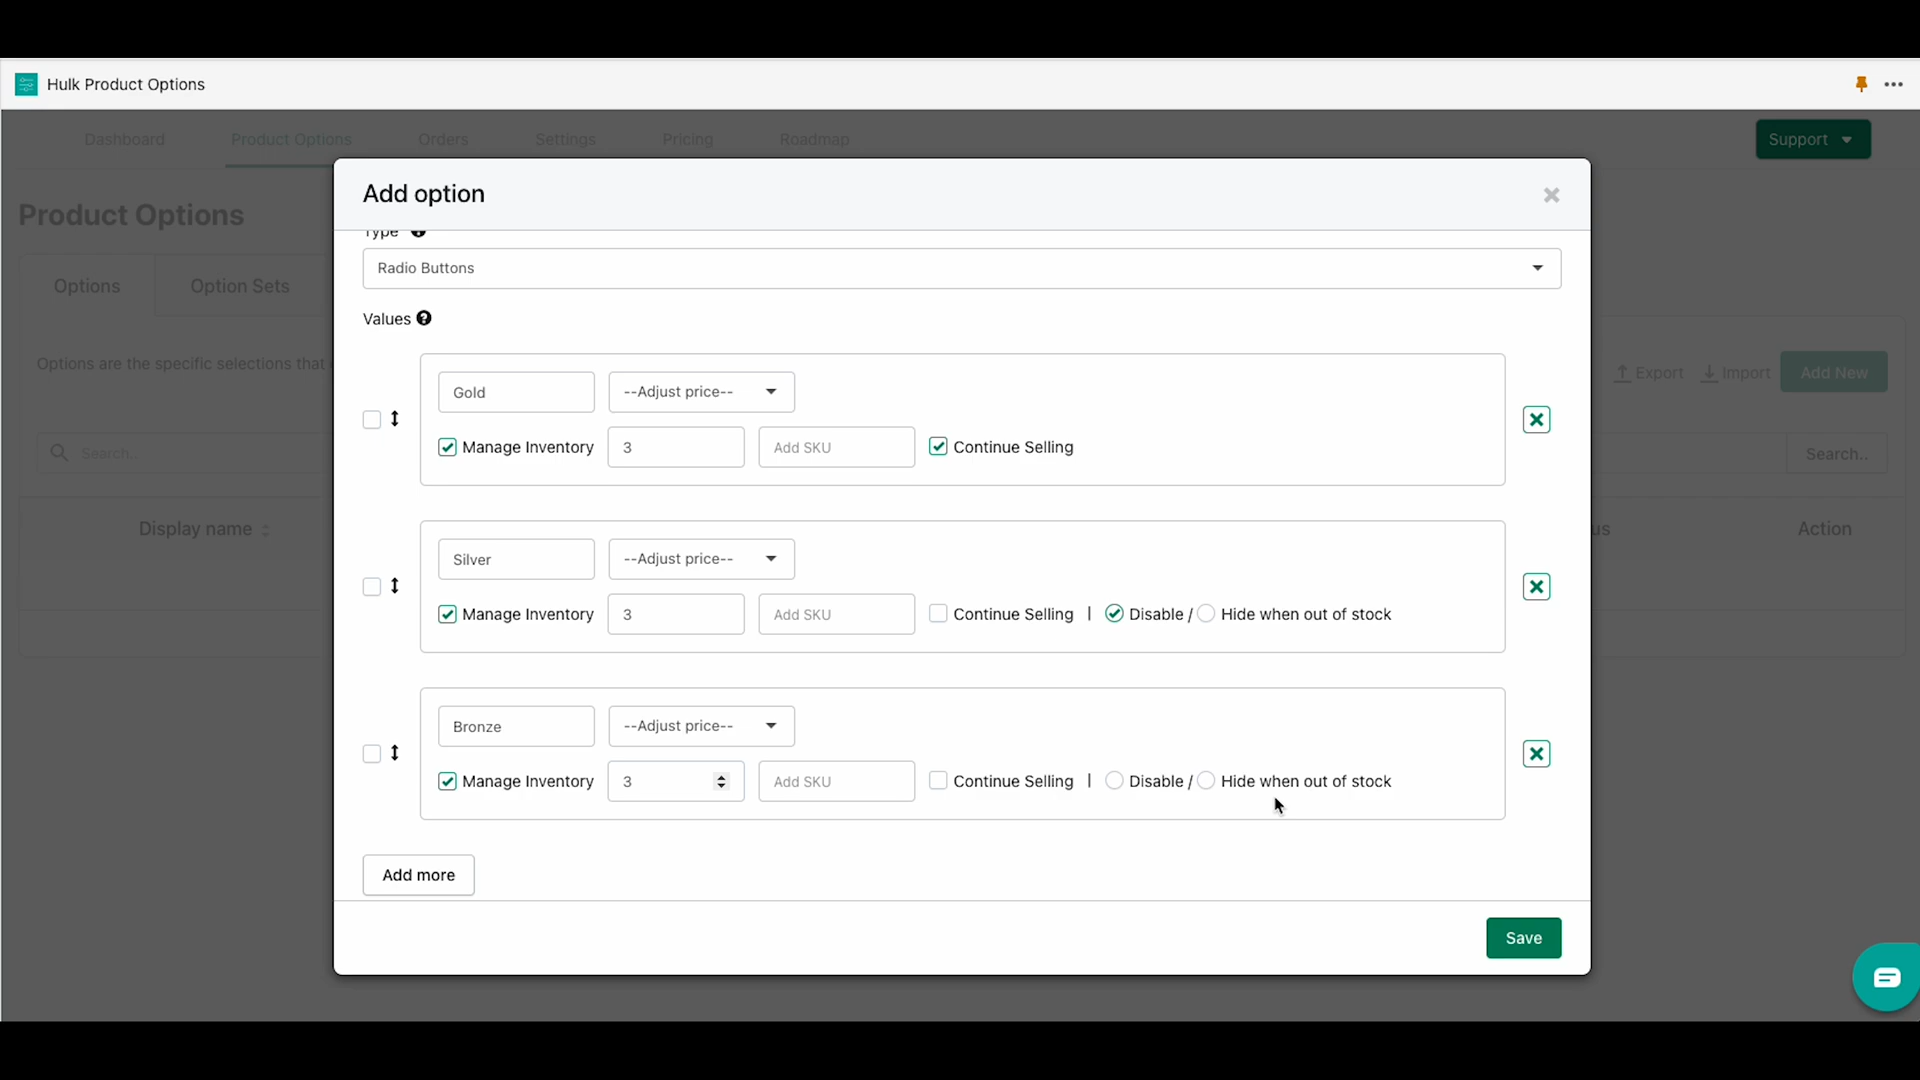 Hulk Product Options
Dashboard Product Options Orders Settings Pricing Roadmap Support
Product Options
Options Option Sets
Options are the specific selections that
Export Import Add New
Search.. Search..
Display name us Action
Add option
Type
Radio Buttons
Values
Gold --Adjust price--
Manage Inventory 3 Add SKU Continue Selling
Silver --Adjust price--
Manage Inventory 3 Add SKU Continue Selling | Disable / Hide when out of stock
Bronze --Adjust price--
Manage Inventory 3 Add SKU Continue Selling | Disable / Hide when out of stock
Add more
Save